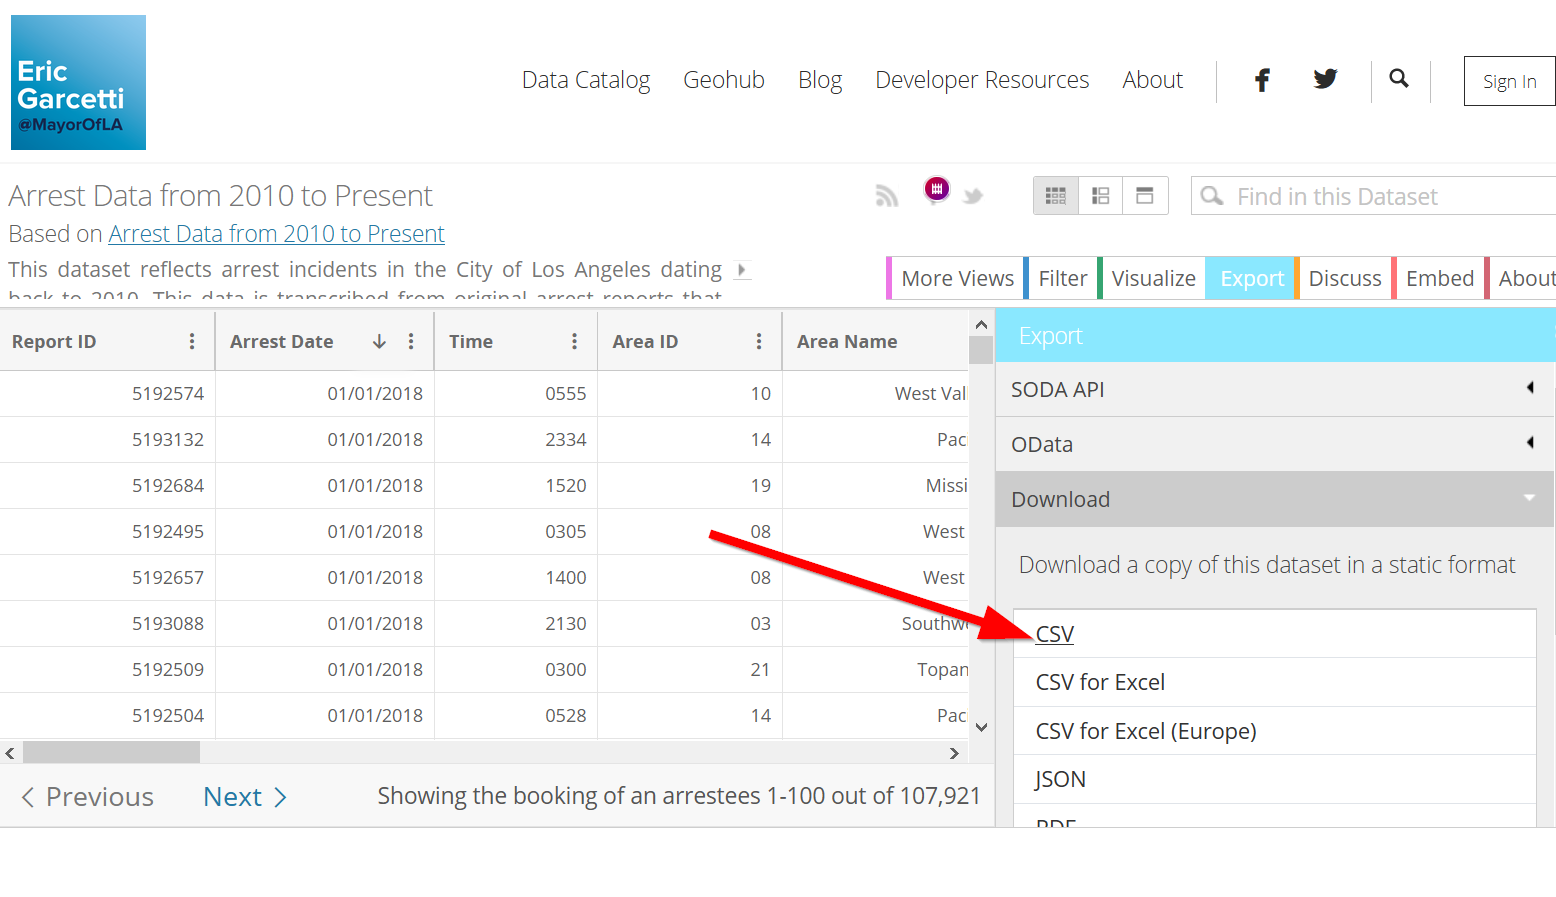 Eric
Garcetti
@MayorOfLA
Data Catalog Geohub Blog Developer Resources About Sign In
Arrest Data from 2010 to Present
Find in this Dataset
Based on Arrest Data from 2010 to Present
This dataset reflects arrest incidents in the City of Los Angeles dating
back to 2010. This data is transcribed from original arrest reports that
More Views Filter Visualize Export Discuss Embed About
Report ID Arrest Date Time Area ID Area Name
5192574 01/01/2018 0555 10 West Val
5193132 01/01/2018 2334 14 Paci
5192684 01/01/2018 1520 19 Missi
5192495 01/01/2018 0305 08 West
5192657 01/01/2018 1400 08 West
5193088 01/01/2018 2130 03 Southw
5192509 01/01/2018 0300 21 Topan
5192504 01/01/2018 0528 14 Paci
Previous Next Showing the booking of an arrestees 1-100 out of 107,921
Export
SODA API
OData
Download
Download a copy of this dataset in a static format
CSV
CSV for Excel
CSV for Excel (Europe)
JSON